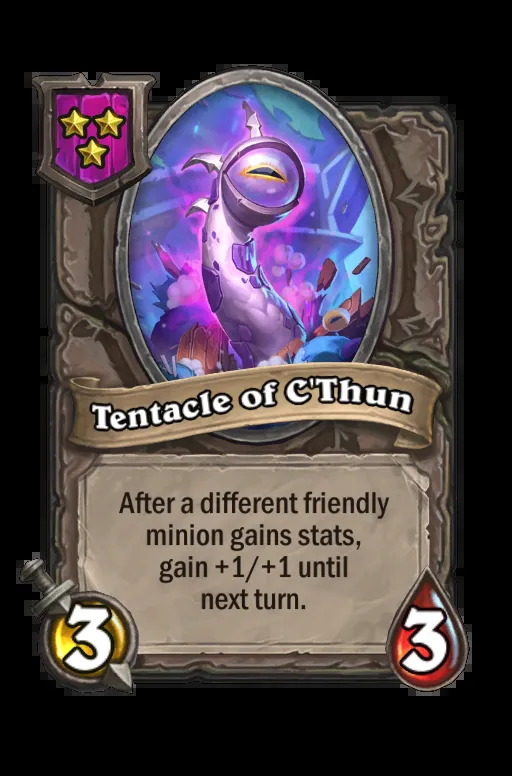 Tentacle of C'Thun
After a different friendly
minion gains stats,
gain +1/+1 until
next turn.
3
3